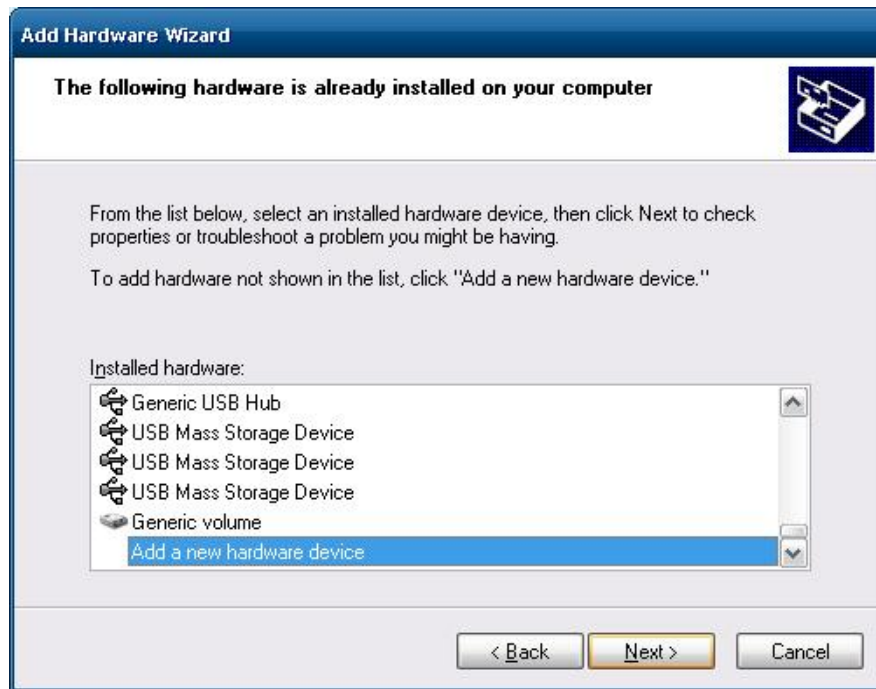 Add Hardware Wizard
The following hardware is already installed on your computer
From the list below, select an installed hardware device, then click Next to check
properties or troubleshoot a problem you might be having.
To add hardware not shown in the list, click "Add a new hardware device."
Installed hardware:
Generic USB Hub
USB Mass Storage Device
USB Mass Storage Device
USB Mass Storage Device
Generic volume
Add a new hardware device
< Back
Next >
Cancel